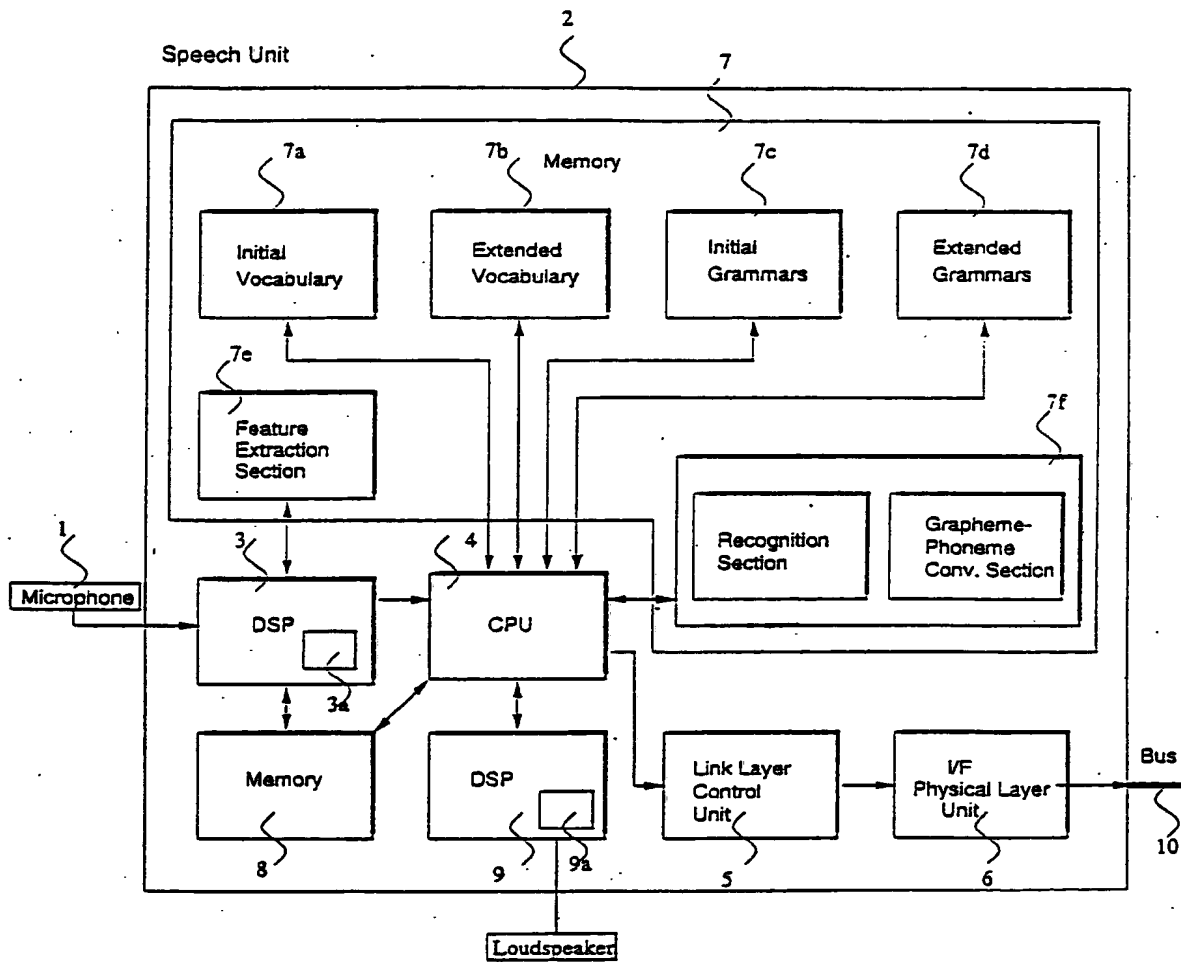 2
Speech Unit
7
7a
7b
Memory
7c
7d
Initial
Vocabulary
Extended
Vocabulary
Initial
Grammars
Extended
Grammars
7e
7f
Feature
Extraction
Section
1
3
4
Recognition
Section
Grapheme-
Phoneme
Conv. Section
Microphone
DSP
CPU
3a
Memory
DSP
Link Layer
Control
Unit
I/F
Physical Layer
Unit
Bus
8
9
9a
5
6
10
Loudspeaker